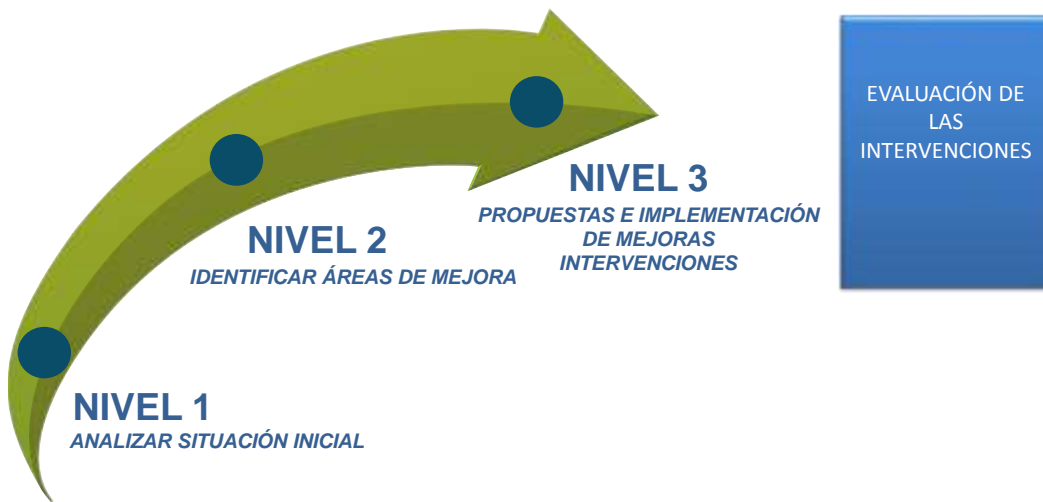 NIVEL 1
ANALIZAR SITUACIÓN INICIAL
NIVEL 2
IDENTIFICAR ÁREAS DE MEJORA
NIVEL 3
PROPUESTAS E IMPLEMENTACIÓN
DE MEJORAS
INTERVENCIONES
EVALUACIÓN DE
LAS
INTERVENCIONES